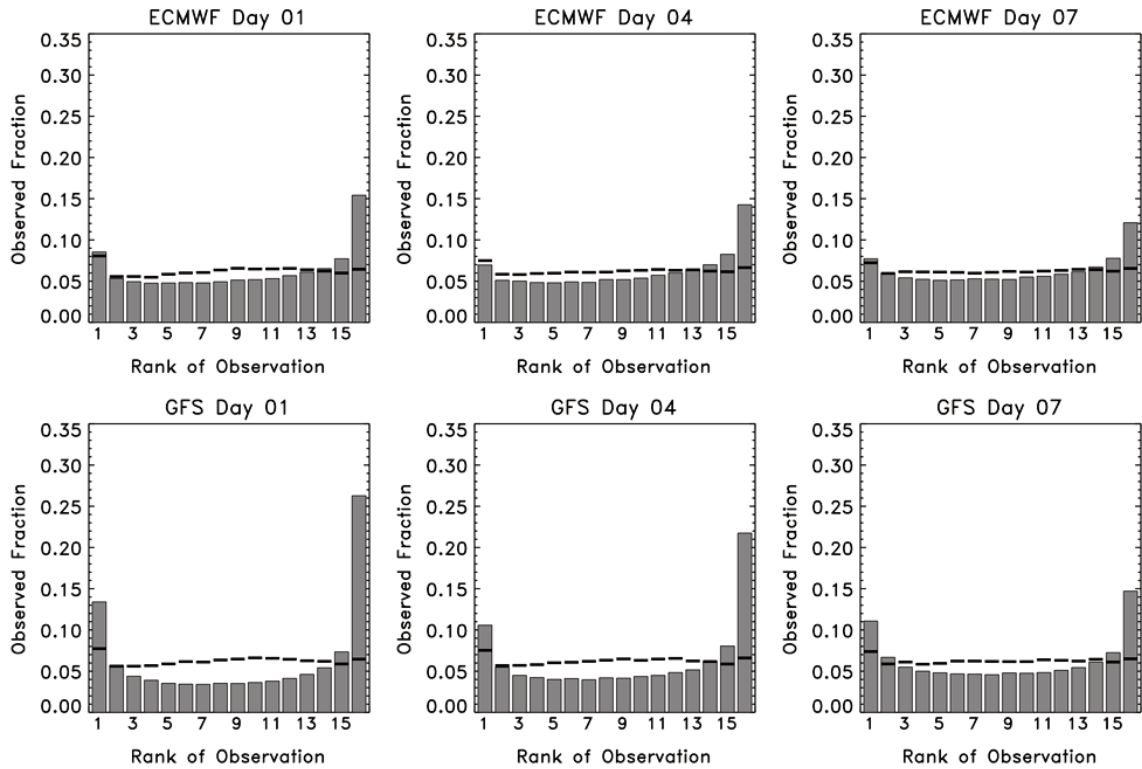 ECMWF Day 01
ECMWF Day 04
ECMWF Day 07
Observed Fraction
0.35
0.30
0.25
0.20
0.15
0.10
0.05
0.00
1 3 5 7 9 11 13 15
Rank of Observation
Observed Fraction
0.35
0.30
0.25
0.20
0.15
0.10
0.05
0.00
1 3 5 7 9 11 13 15
Rank of Observation
Observed Fraction
0.35
0.30
0.25
0.20
0.15
0.10
0.05
0.00
1 3 5 7 9 11 13 15
Rank of Observation
GFS Day 01
GFS Day 04
GFS Day 07
Observed Fraction
0.35
0.30
0.25
0.20
0.15
0.10
0.05
0.00
1 3 5 7 9 11 13 15
Rank of Observation
Observed Fraction
0.35
0.30
0.25
0.20
0.15
0.10
0.05
0.00
1 3 5 7 9 11 13 15
Rank of Observation
Observed Fraction
0.35
0.30
0.25
0.20
0.15
0.10
0.05
0.00
1 3 5 7 9 11 13 15
Rank of Observation